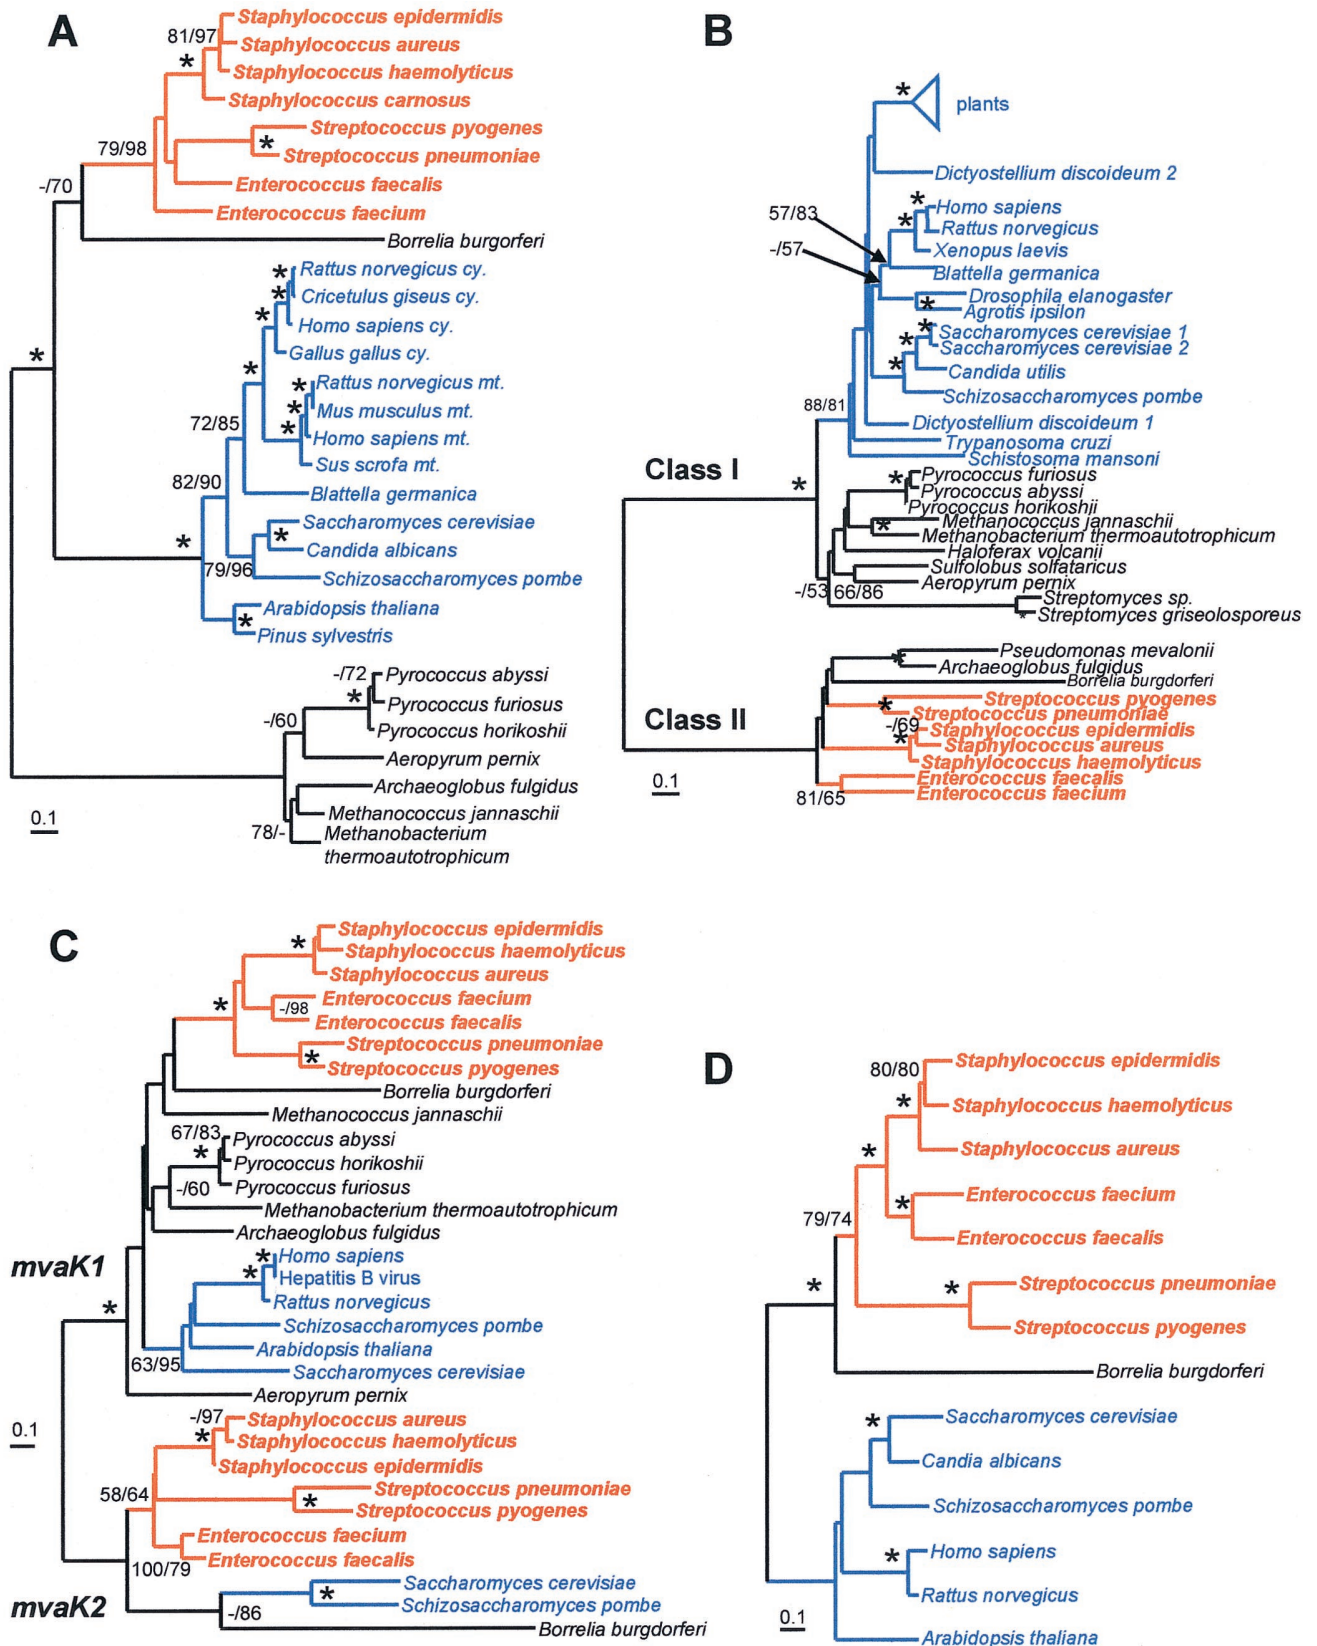 A
81/97
Staphylococcus epidermidis
Staphylococcus aureus
*
Staphylococcus haemolyticus
Staphylococcus carnosus
79/98
Streptococcus pyogenes
*
Streptococcus pneumoniae
-/70
Enterococcus faecalis
Enterococcus faecium
Borrelia burgorferi
*
Rattus norvegicus cy.
*
Cricetulus giseus cy.
*
Homo sapiens cy.
Gallus gallus cy.
*
*
*
Rattus norvegicus mt.
*
Mus musculus mt.
*
Homo sapiens mt.
72/85
Sus scrofa mt.
82/90
Blattella germanica
Saccharomyces cerevisiae
*
*
Candida albicans
79/96
Schizosaccharomyces pombe
Arabidopsis thaliana
*
Pinus sylvestris
-/72
Pyrococcus abyssi
*
Pyrococcus furiosus
-/60
Pyrococcus horikoshii
Aeropyrum pernix
Archaeoglobus fulgidus
0.1
Methanococcus jannaschii
78/-
Methanobacterium
thermoautotrophicum
B
*
plants
Dictyostellium discoideum 2
57/83
*
Homo sapiens
*
Rattus norvegicus
-/57
Xenopus laevis
Blattella germanica
Drosophila elanogaster
*
Agrotis ipsilon
*
Saccharomyces cerevisiae 1
*
Saccharomyces cerevisiae 2
*
Candida utilis
Schizosaccharomyces pombe
88/81
Dictyostellium discoideum 1
Trypanosoma cruzi
Schistosoma mansoni
Class I
*
*
Pyrococcus furiosus
Pyrococcus abyssi
Pyrococcus horikoshii
*
Methanococcus jannaschii
Methanobacterium thermoautotrophicum
Haloferax volcanii
Sulfolobus solfataricus
-/53
66/86
Aeropyrum pernix
Streptomyces sp.
*
Streptomyces griseolosporeus
*
Pseudomonas mevalonii
Archaeoglobus fulgidus
Borrelia burgdorferi
Class II
*
Streptococcus pyogenes
Streptococcus pneumoniae
-/69
*
Staphylococcus epidermidis
Staphylococcus aureus
Staphylococcus haemolyticus
0.1
Enterococcus faecalis
81/65
Enterococcus faecium
C
*
Staphylococcus epidermidis
Staphylococcus haemolyticus
Staphylococcus aureus
*
Enterococcus faecium
-/98
Enterococcus faecalis
Streptococcus pneumoniae
*
Streptococcus pyogenes
Borrelia burgdorferi
Methanococcus jannaschii
67/83
Pyrococcus abyssi
*
Pyrococcus horikoshii
-/60
Pyrococcus furiosus
Methanobacterium thermoautotrophicum
Archaeoglobus fulgidus
mvaK1
*
Homo sapiens
*
Hepatitis B virus
Rattus norvegicus
*
Schizosaccharomyces pombe
Arabidopsis thaliana
63/95
Saccharomyces cerevisiae
Aeropyrum pernix
0.1
-/97
Staphylococcus aureus
*
Staphylococcus haemolyticus
Staphylococcus epidermidis
58/64
Streptococcus pneumoniae
*
Streptococcus pyogenes
Enterococcus faecium
100/79
Enterococcus faecalis
mvaK2
Saccharomyces cerevisiae
*
Schizosaccharomyces pombe
-/86
Borrelia burgdorferi
D
80/80
Staphylococcus epidermidis
*
Staphylococcus haemolyticus
*
Staphylococcus aureus
Enterococcus faecium
*
79/74
Enterococcus faecalis
*
*
Streptococcus pneumoniae
Streptococcus pyogenes
Borrelia burgdorferi
*
Saccharomyces cerevisiae
Candia albicans
Schizosaccharomyces pombe
*
Homo sapiens
Rattus norvegicus
0.1
Arabidopsis thaliana